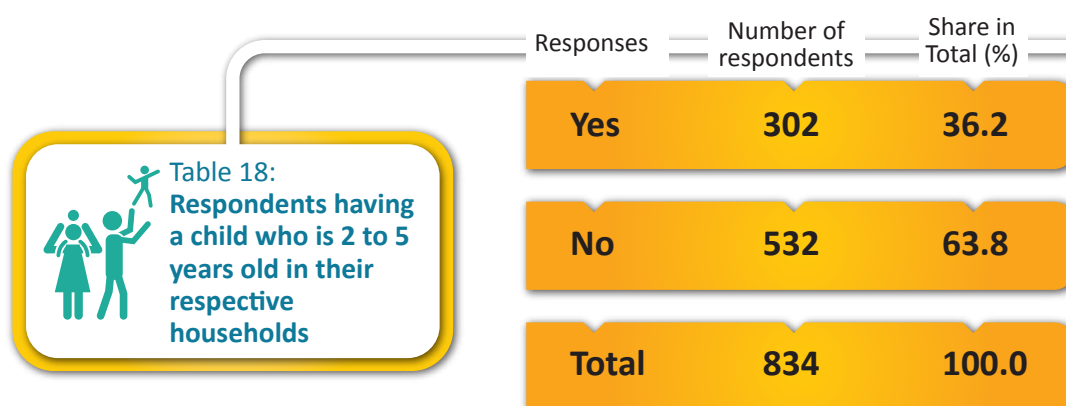 Responses Number of respondents Share in Total (%)
Yes 302 36.2
Table 18:
Respondents having
a child who is 2 to 5
years old in their
respective
households
No 532 63.8
Total 834 100.0